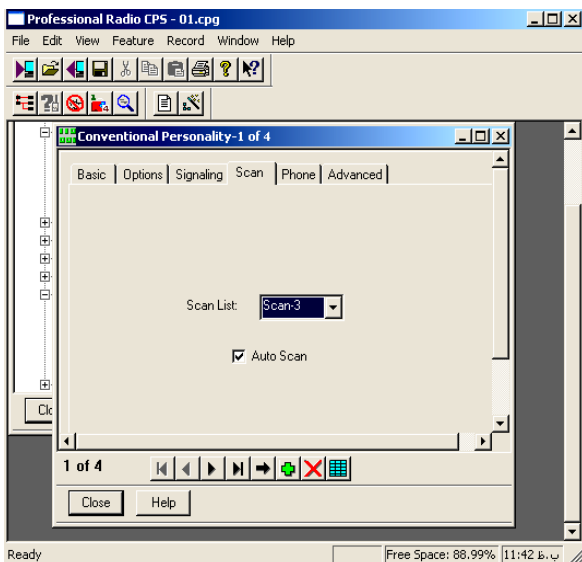 Professional Radio CPS - 01.cpg
File Edit View Feature Record Window Help
Conventional Personality-1 of 4
Basic Options Signaling Scan Phone Advanced
Scan List: Scan-3
Auto Scan
1 of 4
Close Help
Ready Free Space: 88.99% 11:42 ب.ظ